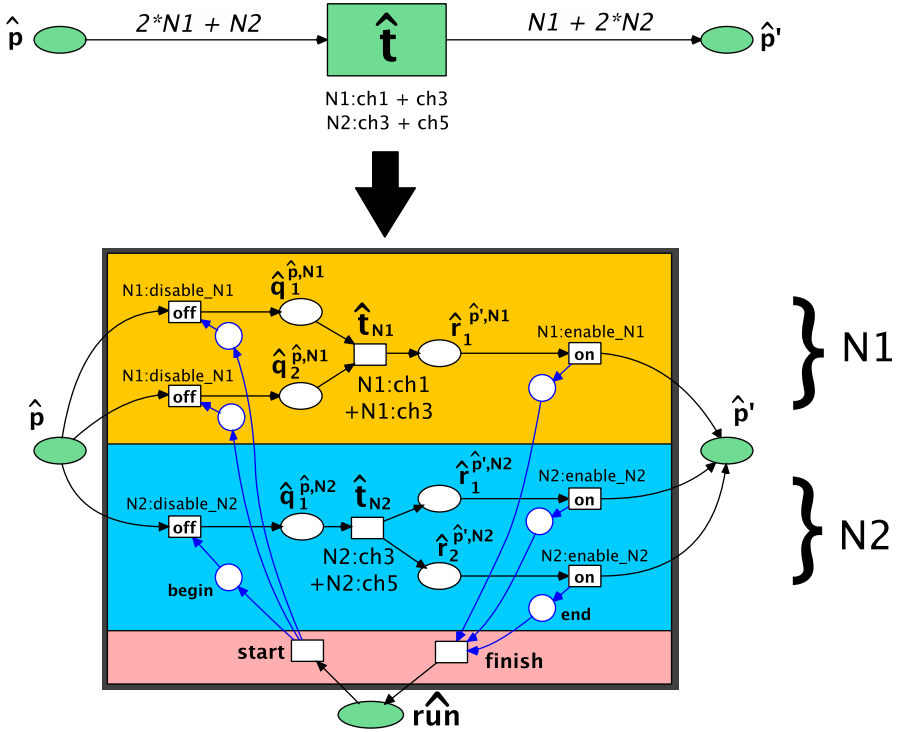 p̂
2*N1 + N2
t̂
N1 + 2*N2
p̂'
N1:ch1 + ch3
N2:ch3 + ch5
N1:disable_N1
off
q̂₁^p̂,N1
t̂_N1
r̂₁^p̂',N1
N1:enable_N1
on
N1:disable_N1
off
q̂₂^p̂,N1
N1:ch1
+N1:ch3
} N1
p̂
p̂'
N2:disable_N2
off
q̂₁^p̂,N2
t̂_N2
r̂₁^p̂',N2
N2:enable_N2
on
N2:ch3
+N2:ch5
r̂₂^p̂',N2
N2:enable_N2
on
} N2
begin
end
start
finish
rûn